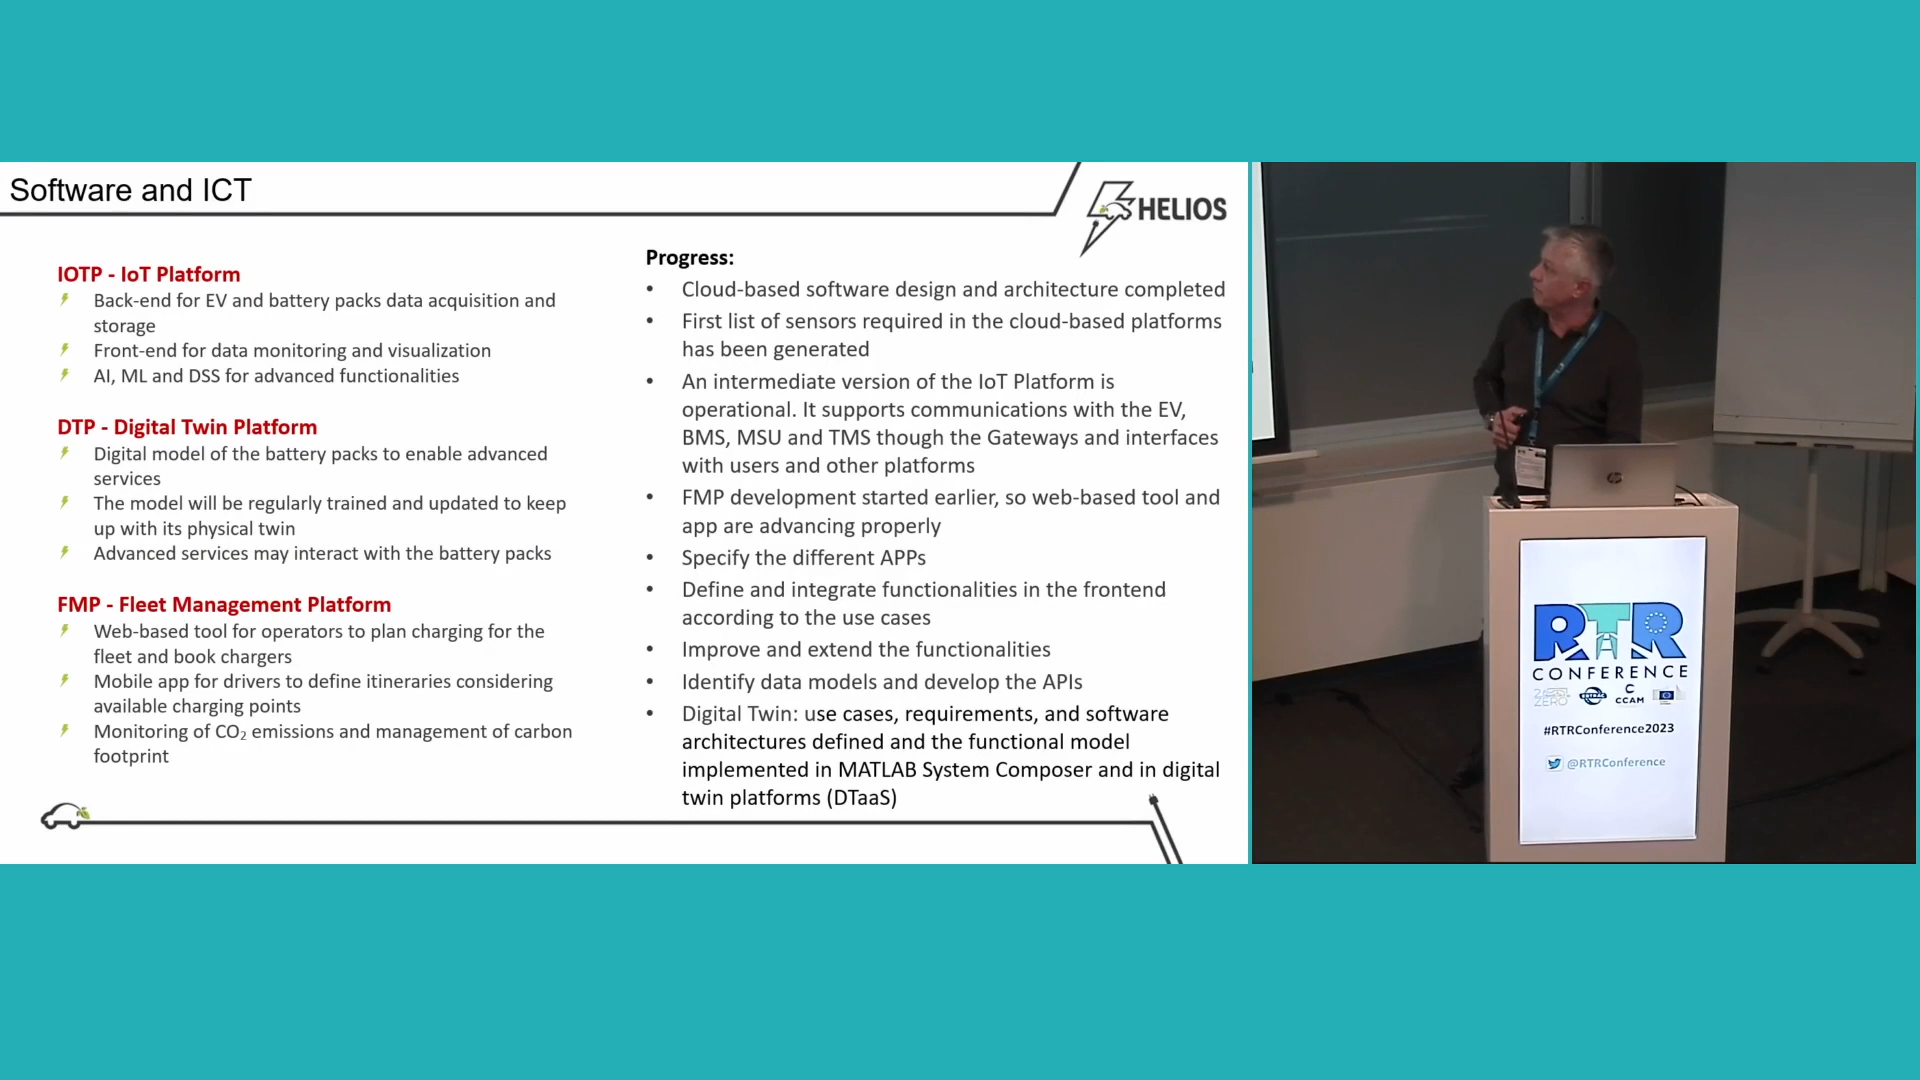 Software and ICT
HELIOS
IOTP - IoT Platform
Back-end for EV and battery packs data acquisition and
storage
Front-end for data monitoring and visualization
AI, ML and DSS for advanced functionalities
DTP - Digital Twin Platform
Digital model of the battery packs to enable advanced
services
The model will be regularly trained and updated to keep
up with its physical twin
Advanced services may interact with the battery packs
FMP - Fleet Management Platform
Web-based tool for operators to plan charging for the
fleet and book chargers
Mobile app for drivers to define itineraries considering
available charging points
Monitoring of CO₂ emissions and management of carbon
footprint
Progress:
• Cloud-based software design and architecture completed
• First list of sensors required in the cloud-based platforms
has been generated
• An intermediate version of the IoT Platform is
operational. It supports communications with the EV,
BMS, MSU and TMS though the Gateways and interfaces
with users and other platforms
• FMP development started earlier, so web-based tool and
app are advancing properly
• Specify the different APPs
• Define and integrate functionalities in the frontend
according to the use cases
• Improve and extend the functionalities
• Identify data models and develop the APIs
• Digital Twin: use cases, requirements, and software
architectures defined and the functional model
implemented in MATLAB System Composer and in digital
twin platforms (DTaaS)
hp
RTR
CONFERENCE
CCAM
#RTRConference2023
@RTRConference